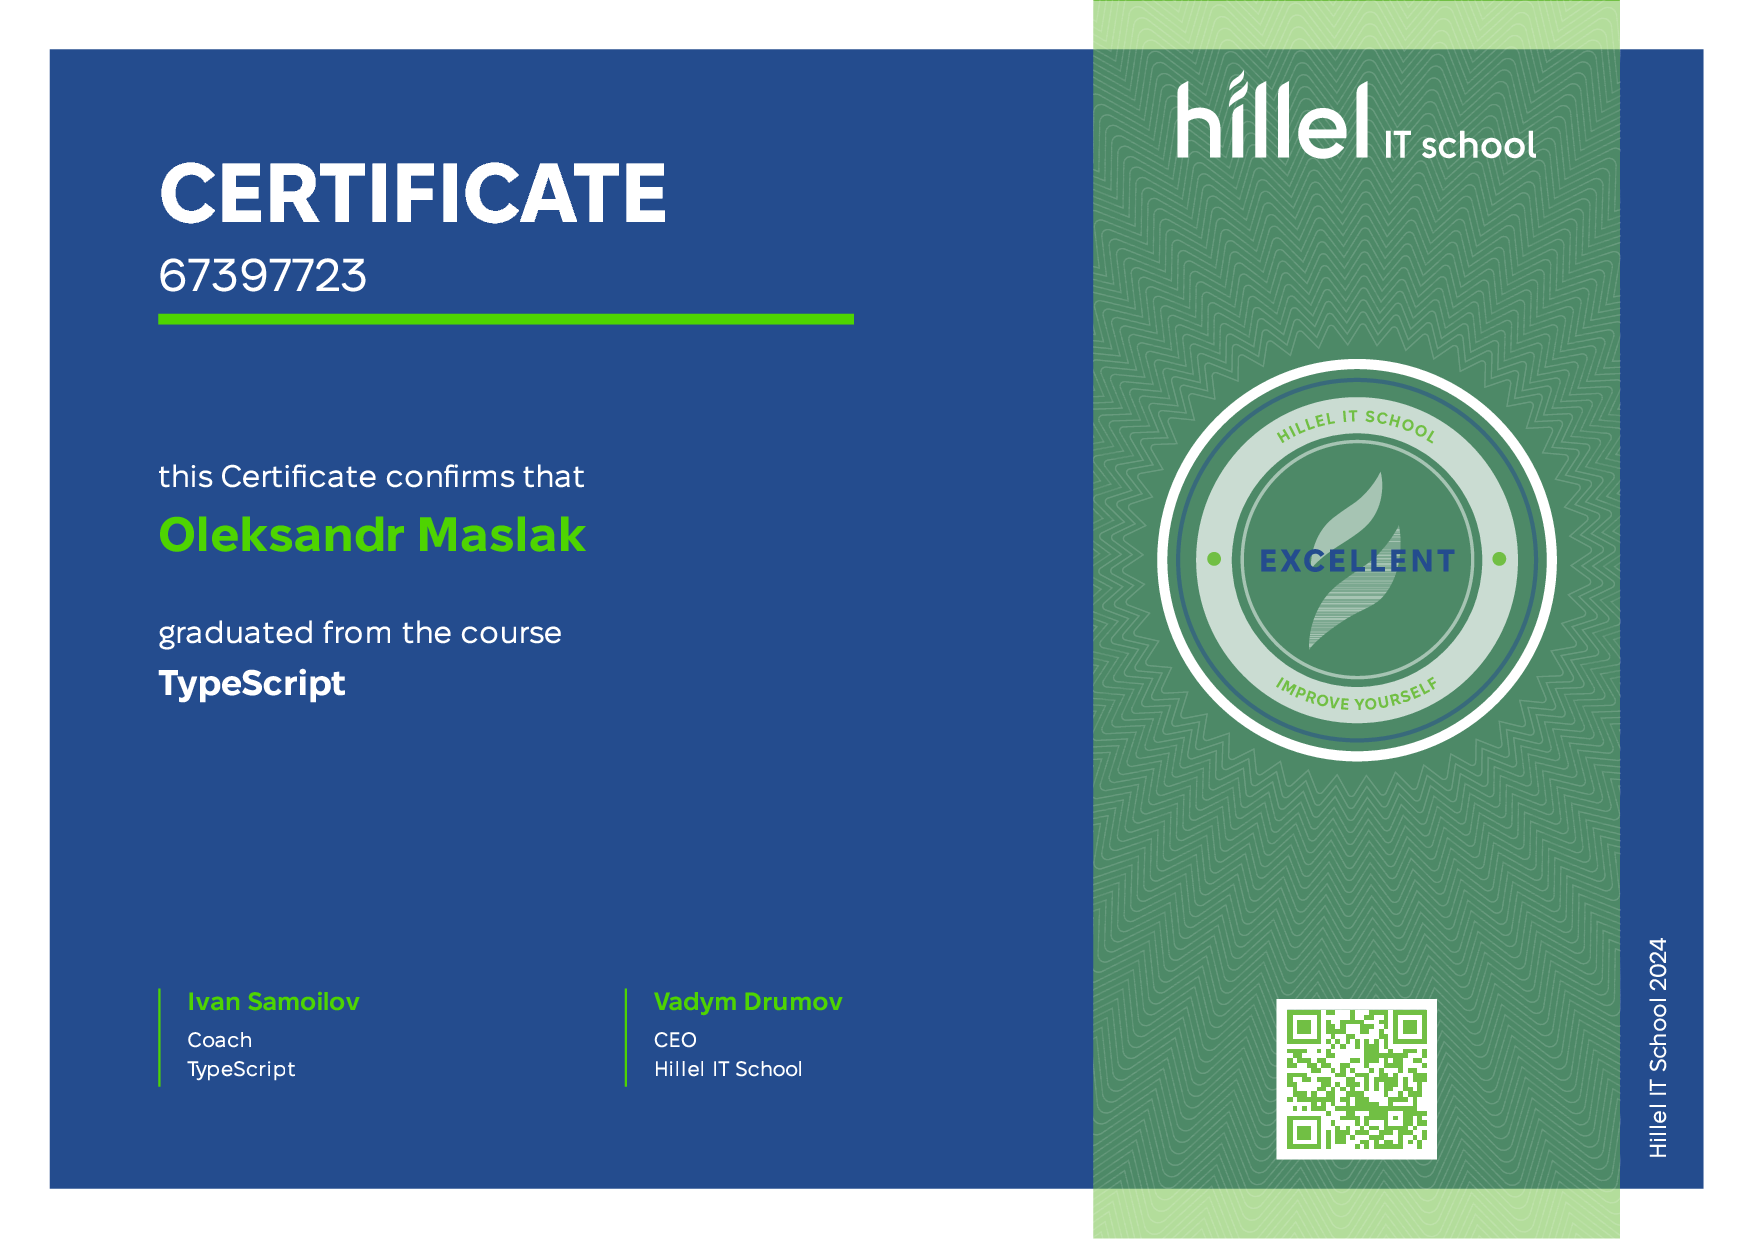 CERTIFICATE
67397723
this Certificate confirms that
Oleksandr Maslak
graduated from the course
TypeScript
Ivan Samoilov
Coach
TypeScript
Vadym Drumov
CEO
Hillel IT School
hillel IT school
HILLEL IT SCHOOL
EXCELLENT
IMPROVE YOURSELF
Hillel IT School 2024